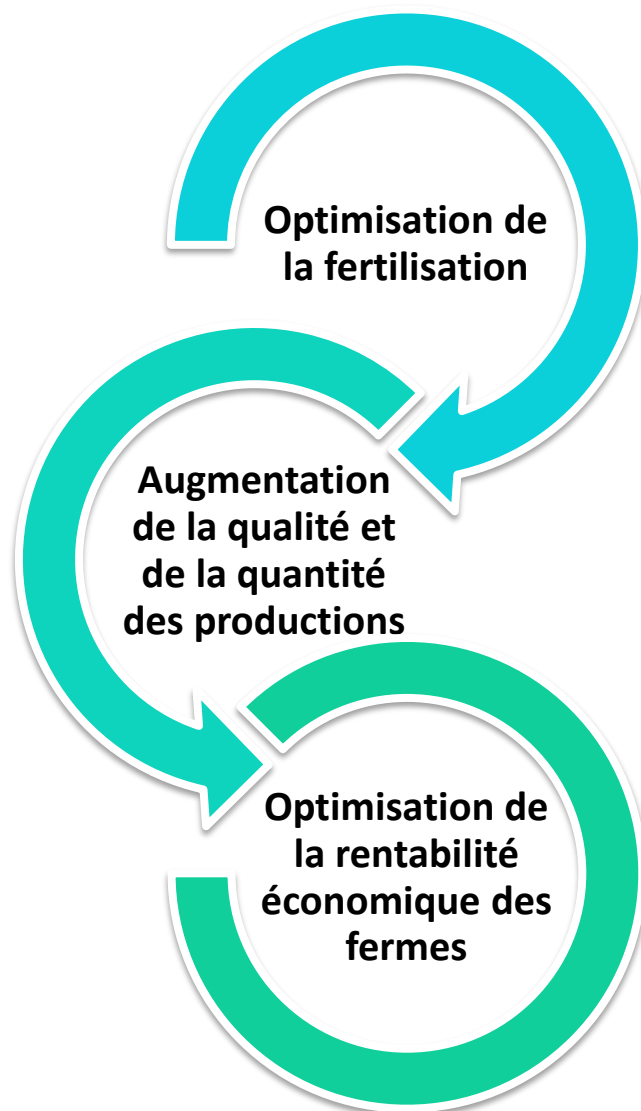 Optimisation de
la fertilisation
Augmentation
de la qualité et
de la quantité
des productions
Optimisation de
la rentabilité
économique des
fermes